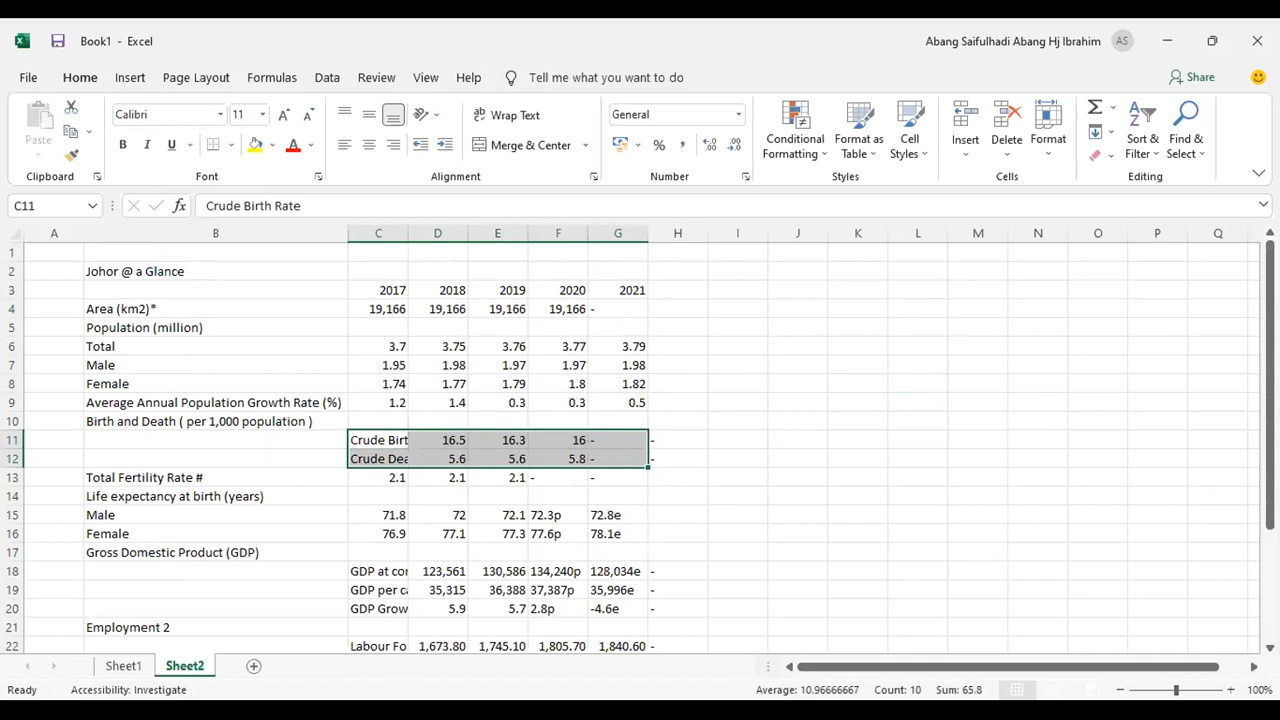 Book1 - Excel
Abang Saifulhadi Abang Hj Ibrahim AS
File Home Insert Page Layout Formulas Data Review View Help Tell me what you want to do Share
Paste Calibri 11 Wrap Text General Conditional Formatting Format as Table Cell Styles Insert Delete Format Sort & Filter Find & Select
B I U A Merge & Center % ,
Clipboard Font Alignment Number Styles Cells Editing
C11 fx Crude Birth Rate
A B C D E F G H I J K L M N O P Q
1
2 Johor @ a Glance
3 2017 2018 2019 2020 2021
4 Area (km2)* 19,166 19,166 19,166 19,166 -
5 Population (million)
6 Total 3.7 3.75 3.76 3.77 3.79
7 Male 1.95 1.98 1.97 1.97 1.98
8 Female 1.74 1.77 1.79 1.8 1.82
9 Average Annual Population Growth Rate (%) 1.2 1.4 0.3 0.3 0.5
10 Birth and Death ( per 1,000 population )
11 Crude Birt 16.5 16.3 16 - -
12 Crude Dea 5.6 5.6 5.8 - -
13 Total Fertility Rate # 2.1 2.1 2.1 - -
14 Life expectancy at birth (years)
15 Male 71.8 72 72.1 72.3p 72.8e
16 Female 76.9 77.1 77.3 77.6p 78.1e
17 Gross Domestic Product (GDP)
18 GDP at cor 123,561 130,586 134,240p 128,034e -
19 GDP per ca 35,315 36,388 37,387p 35,996e -
20 GDP Grow 5.9 5.7 2.8p -4.6e -
21 Employment 2
22 Labour Fo 1,673.80 1,745.10 1,805.70 1,840.60 -
Sheet1 Sheet2
Ready Accessibility: Investigate Average: 10.96666667 Count: 10 Sum: 65.8 100%